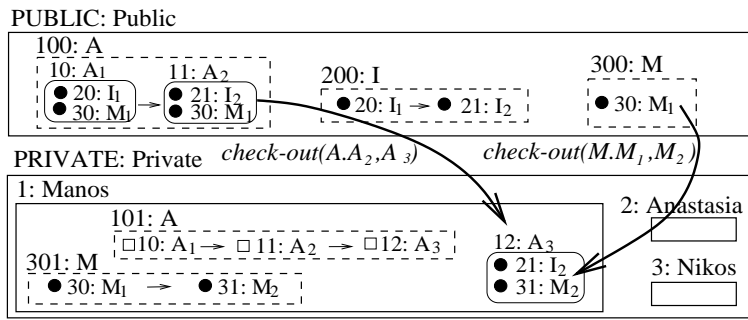 PUBLIC: Public
100: A
10: A1 11: A2 200: I 300: M
20: I1 21: I2 20: I1 → 21: I2 30: M1
30: M1 → 30: M1
PRIVATE: Private check-out(A.A2,A3) check-out(M.M1,M2)
1: Manos
101: A 2: Anastasia
10: A1 → 11: A2 → 12: A3 12: A3
301: M 21: I2 3: Nikos
30: M1 → 31: M2 31: M2